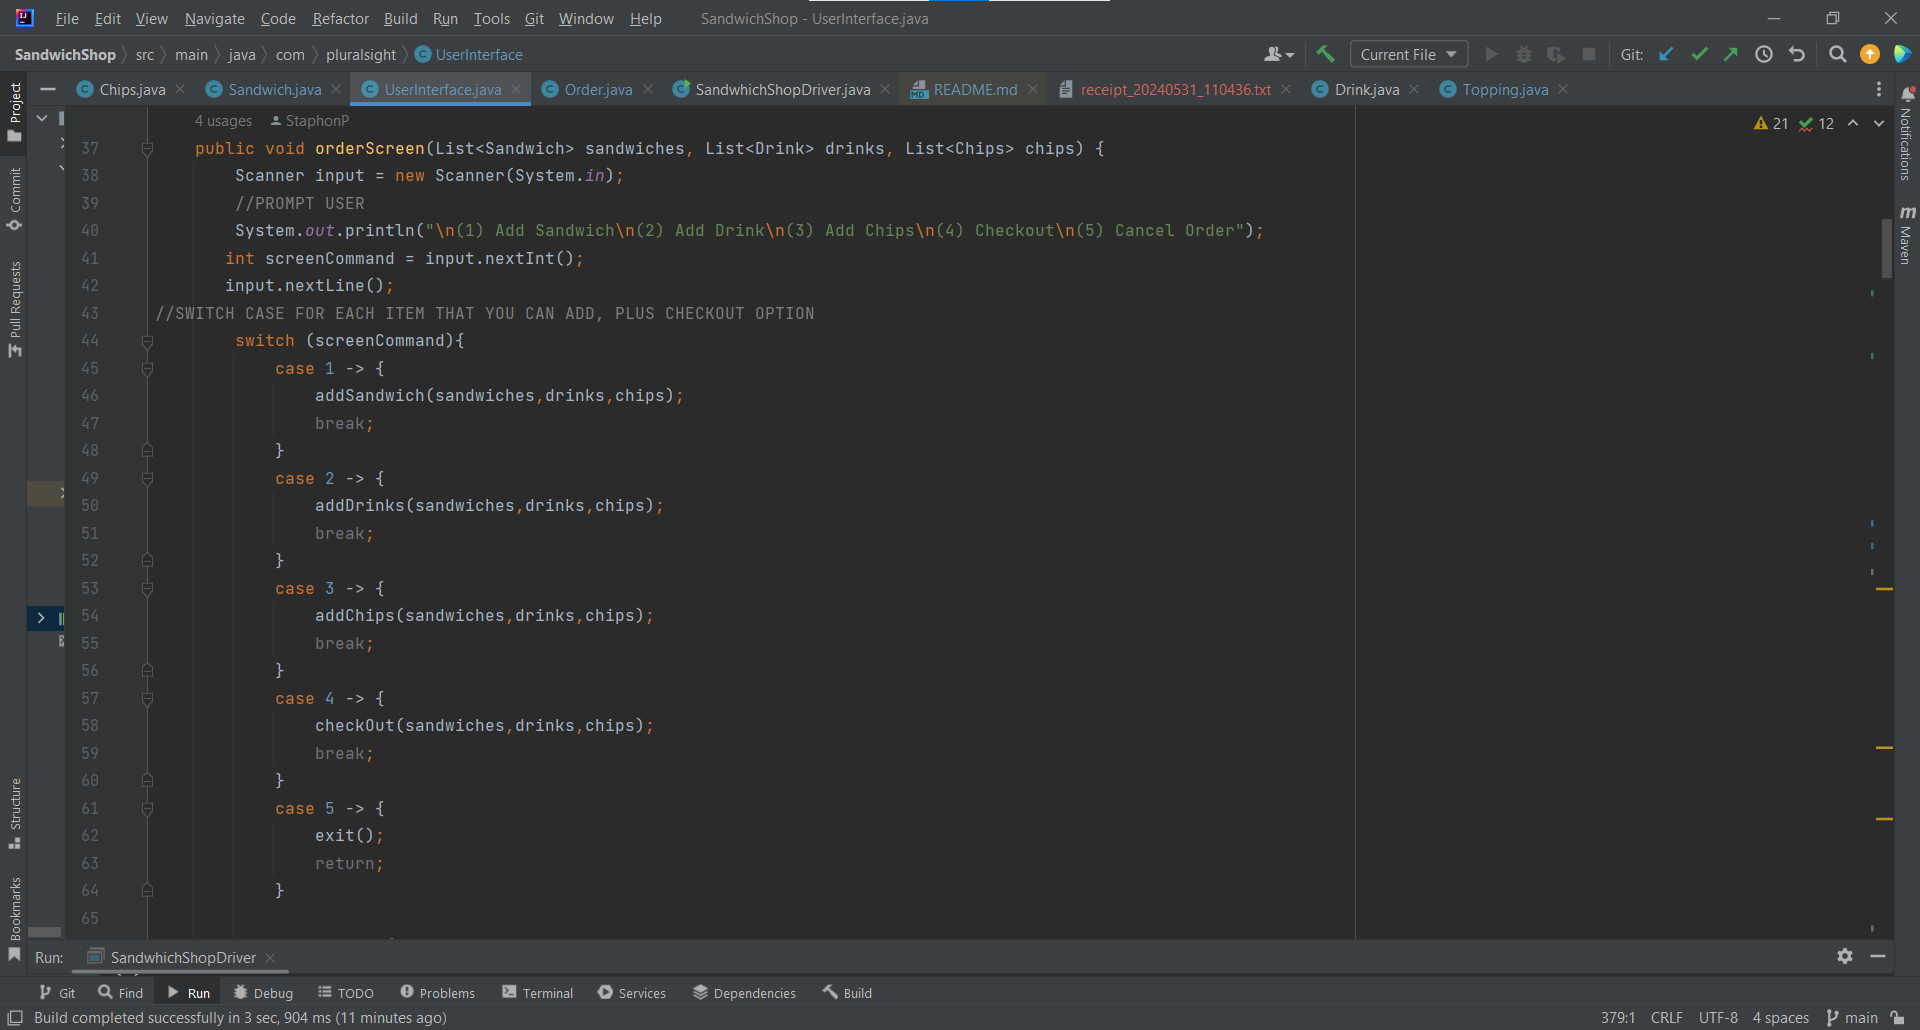 File Edit View Navigate Code Refactor Build Run Tools Git Window Help SandwichShop - UserInterface.java
SandwichShop src main java com pluralsight UserInterface Current File Git:
Chips.java Sandwich.java UserInterface.java Order.java SandwhichShopDriver.java README.md receipt_20240531_110436.txt Drink.java Topping.java
4 usages StaphonP
21 12
37 public void orderScreen(List<Sandwich> sandwiches, List<Drink> drinks, List<Chips> chips) {
38 Scanner input = new Scanner(System.in);
39 //PROMPT USER
40 System.out.println("\n(1) Add Sandwich\n(2) Add Drink\n(3) Add Chips\n(4) Checkout\n(5) Cancel Order");
41 int screenCommand = input.nextInt();
42 input.nextLine();
43 //SWITCH CASE FOR EACH ITEM THAT YOU CAN ADD, PLUS CHECKOUT OPTION
44 switch (screenCommand){
45 case 1 -> {
46 addSandwich(sandwiches,drinks,chips);
47 break;
48 }
49 case 2 -> {
50 addDrinks(sandwiches,drinks,chips);
51 break;
52 }
53 case 3 -> {
54 addChips(sandwiches,drinks,chips);
55 break;
56 }
57 case 4 -> {
58 checkOut(sandwiches,drinks,chips);
59 break;
60 }
61 case 5 -> {
62 exit();
63 return;
64 }
65
Project
Commit
Pull Requests
Structure
Bookmarks
Notifications
Maven
Run: SandwhichShopDriver
Git Find Run Debug TODO Problems Terminal Services Dependencies Build
Build completed successfully in 3 sec, 904 ms (11 minutes ago) 379:1 CRLF UTF-8 4 spaces main